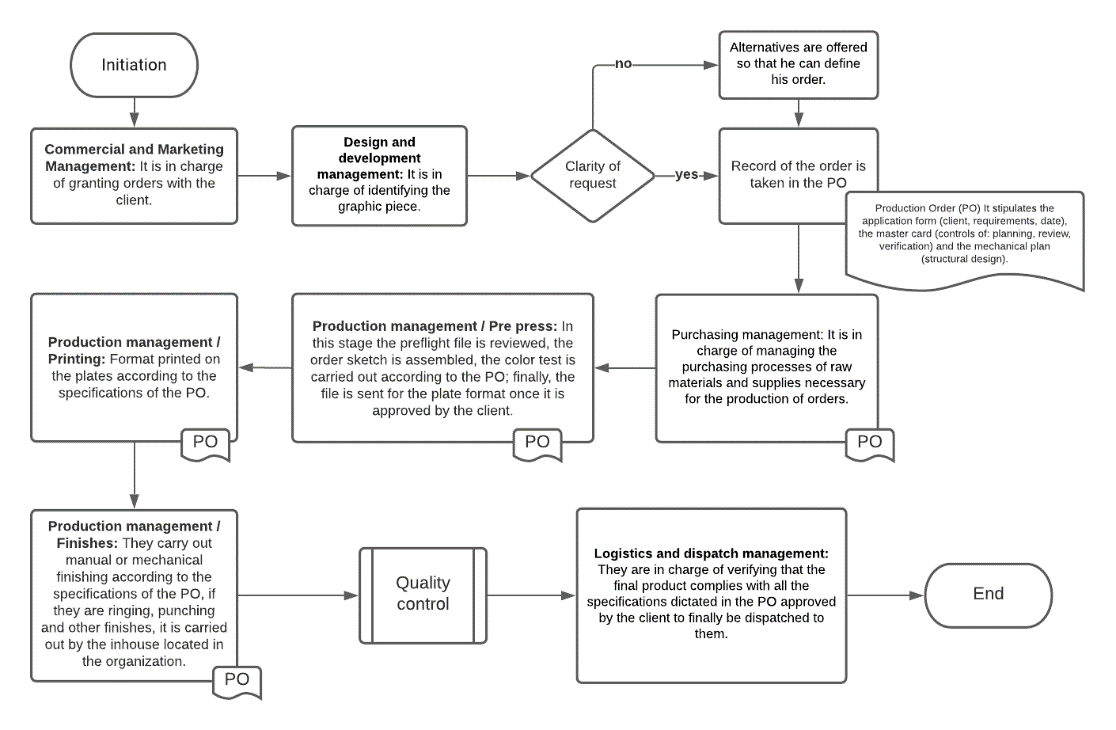 Initiation
Commercial and Marketing
Management: It is in charge
of granting orders with the
client.
Design and
development
management: It is in
charge of identifying the
graphic piece.
Clarity of
request
no
yes
Alternatives are offered
so that he can define
his order.
Record of the order is
taken in the PO
Production Order (PO) It stipulates the
application form (client, requirements, date),
the master card (controls of: planning, review,
verification) and the mechanical plan
(structural design).
Purchasing management: It is in
charge of managing the
purchasing processes of raw
materials and supplies necessary
for the production of orders.
PO
Production management / Pre press: In
this stage the preflight file is reviewed, the
order sketch is assembled, the color test is
carried out according to the PO; finally, the
file is sent for the plate format once it is
approved by the client.
PO
Production management /
Printing: Format printed on
the plates according to the
specifications of the PO.
PO
Production management /
Finishes: They carry out
manual or mechanical
finishing according to the
specifications of the PO, if
they are ringing, punching
and other finishes, it is carried
out by the inhouse located in
the organization.
PO
Quality
control
Logistics and dispatch management:
They are in charge of verifying that the
final product complies with all the
specifications dictated in the PO approved
by the client to finally be dispatched to
them.
End